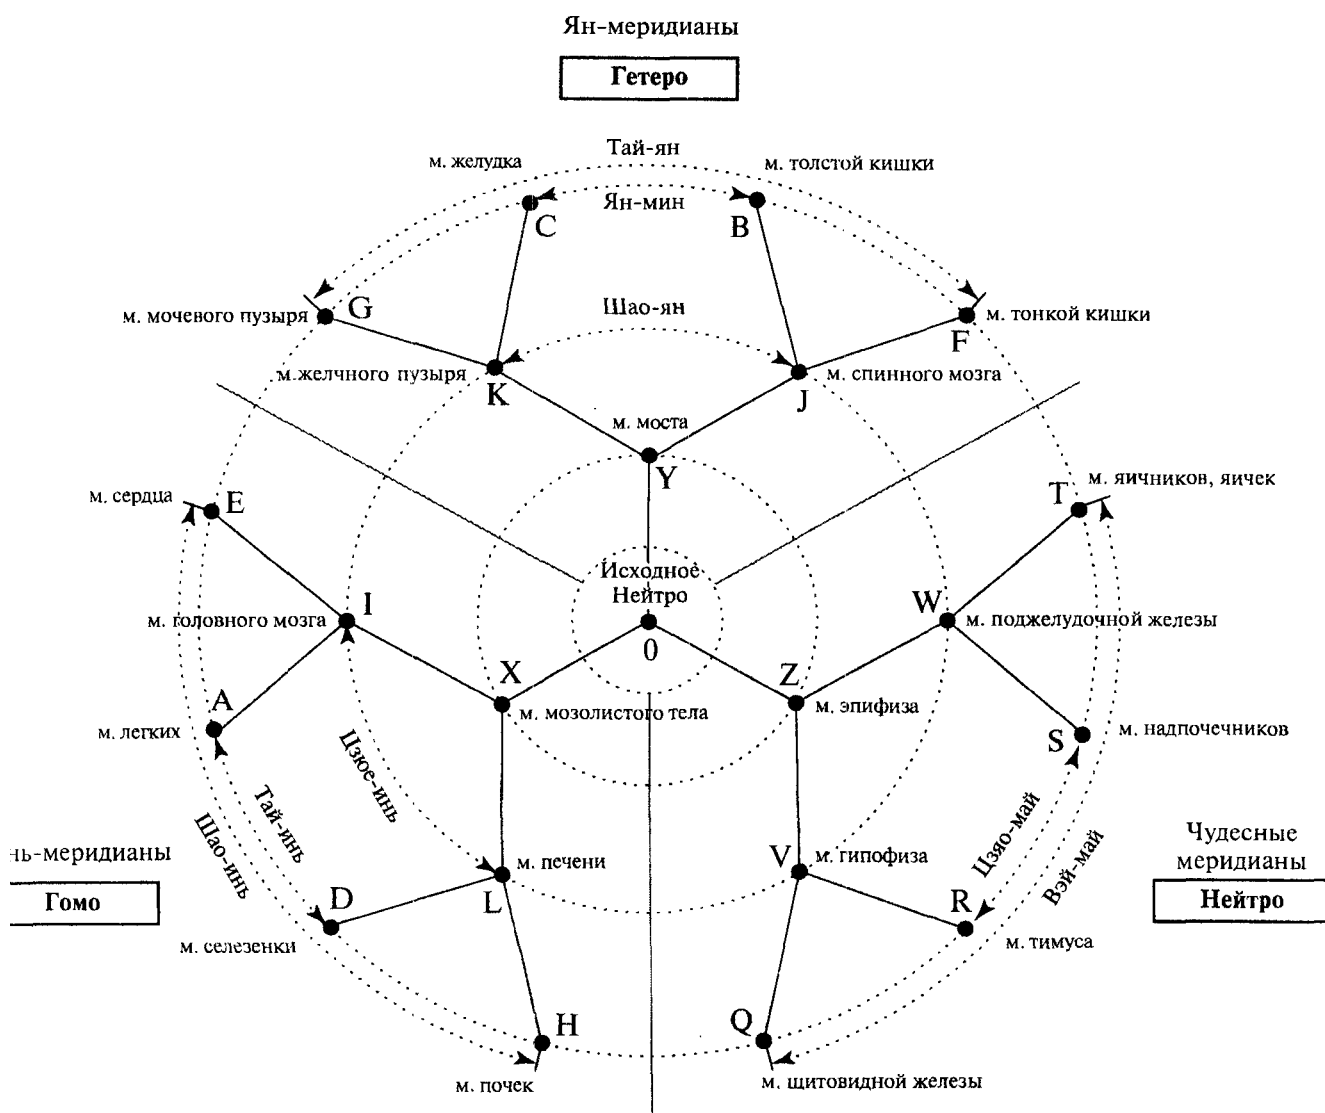 Ян-меридианы
Гетеро
Тай-ян
м. желудка
м. толстой кишки
Ян-мин
C
B
Шао-ян
G
м. мочевого пузыря
F
м. тонкой кишки
м.желчного пузыря
K
м. спинного мозга
J
м. моста
Y
м. сердца
E
T
м. яичников, яичек
Исходное
Нейтро
I
м. головного мозга
W
м. поджелудочной железы
0
X
м. мозолистого тела
Z
м. эпифиза
A
м. легких
S
м. надпочечников
Цзюе-инь
Тай-инь
Шао-инь
Цзяо-май
Вэй-май
нь-меридианы
Гомо
Чудесные
меридианы
Нейтро
м. печени
L
V
м. гипофиза
D
м. селезенки
R
м. тимуса
H
м. почек
Q
м. щитовидной железы